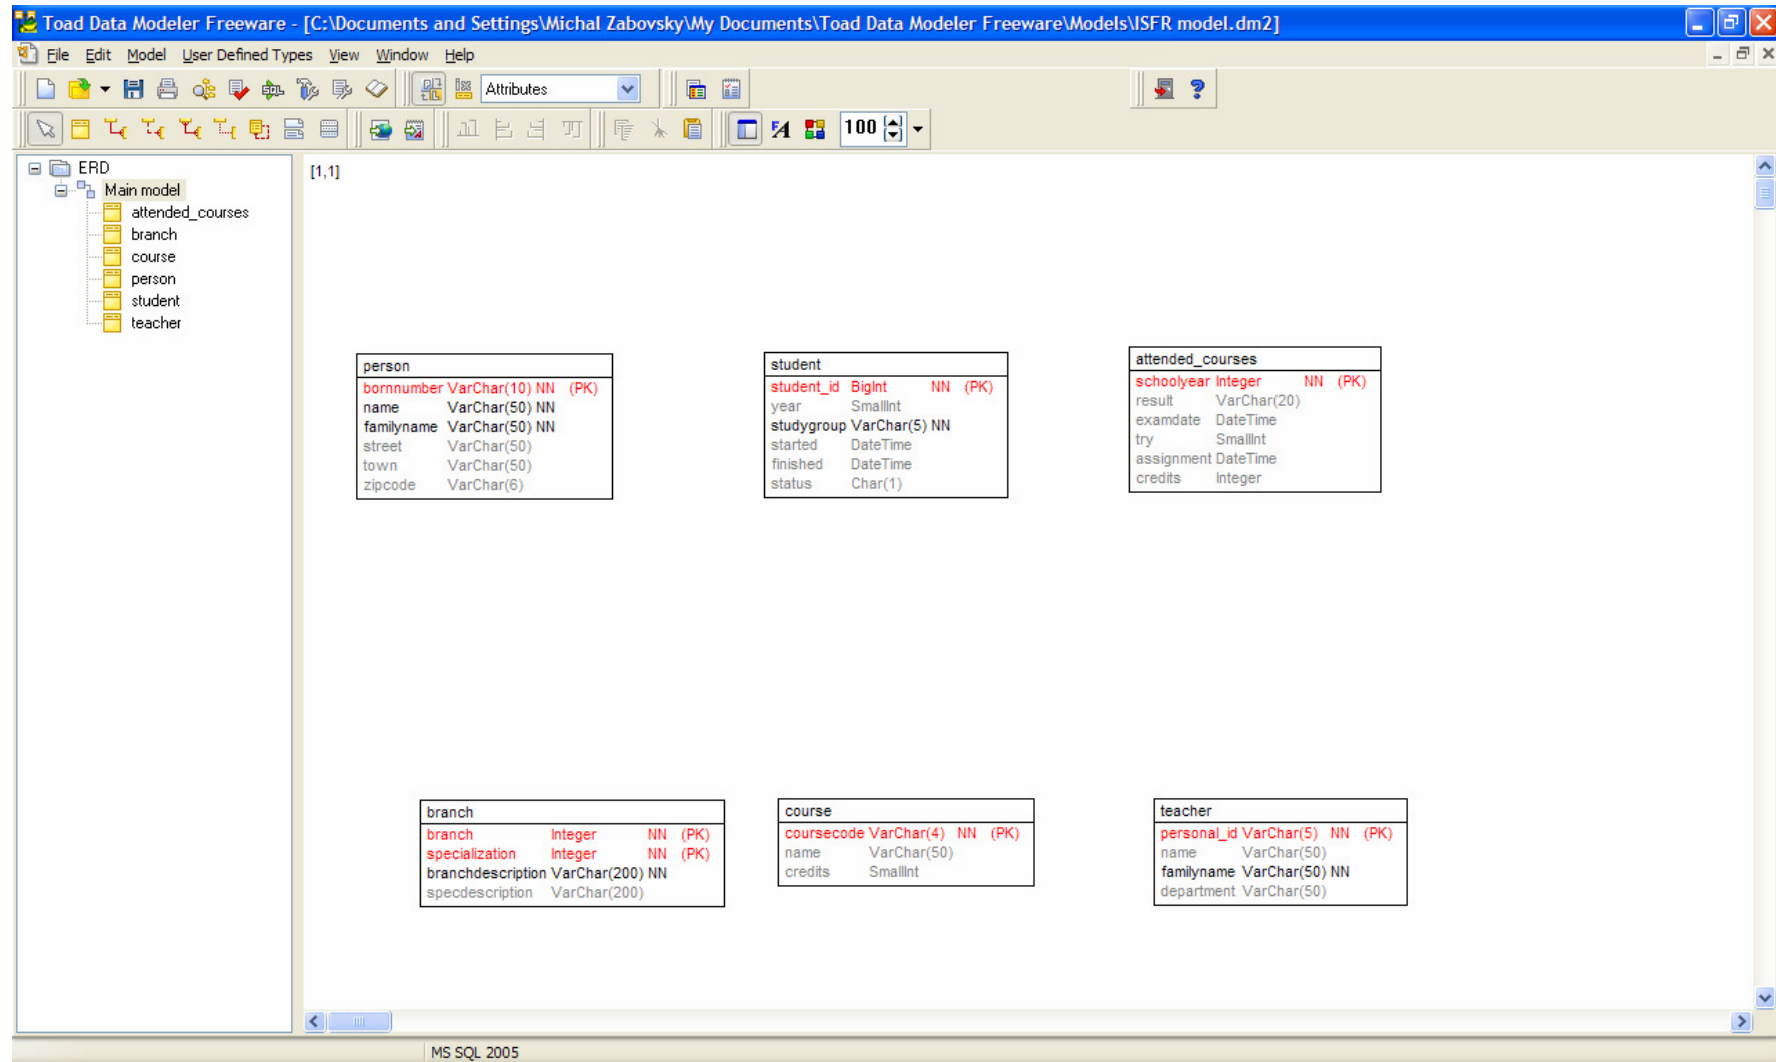 Toad Data Modeler Freeware - [C:\Documents and Settings\Michal Zabovsky\My Documents\Toad Data Modeler Freeware\Models\ISFR model.dm2]
File Edit Model User Defined Types View Window Help
Attributes
100
ERD
Main model
attended_courses
branch
course
person
student
teacher
[1,1]
person
bornnumber VarChar(10) NN (PK)
name VarChar(50) NN
familyname VarChar(50) NN
street VarChar(50)
town VarChar(50)
zipcode VarChar(6)
student
student_id BigInt NN (PK)
year SmallInt
studygroup VarChar(5) NN
started DateTime
finished DateTime
status Char(1)
attended_courses
schoolyear Integer NN (PK)
result VarChar(20)
examdate DateTime
try SmallInt
assignment DateTime
credits Integer
branch
branch Integer NN (PK)
specialization Integer NN (PK)
branchdescription VarChar(200) NN
specdescription VarChar(200)
course
coursecode VarChar(4) NN (PK)
name VarChar(50)
credits SmallInt
teacher
personal_id VarChar(5) NN (PK)
name VarChar(50)
familyname VarChar(50) NN
department VarChar(50)
MS SQL 2005